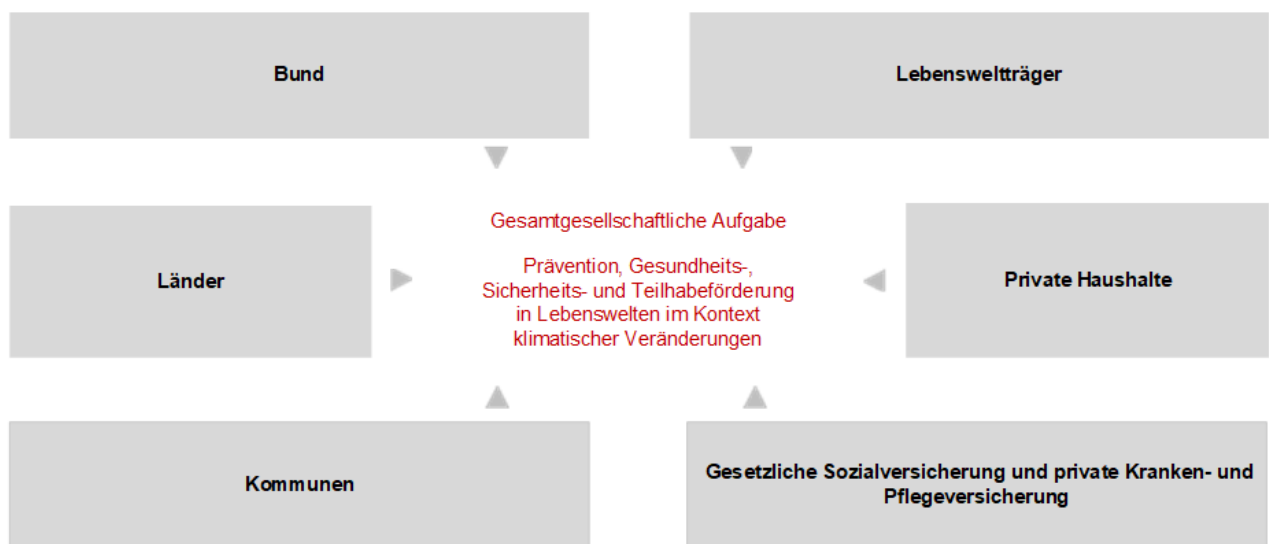 Bund
Lebensweltträger
Gesamtgesellschaftliche Aufgabe
Prävention, Gesundheits-,
Sicherheits- und Teilhabeförderung
in Lebenswelten im Kontext
klimatischer Veränderungen
Länder
Private Haushalte
Kommunen
Gesetzliche Sozialversicherung und private Kranken- und
Pflegeversicherung